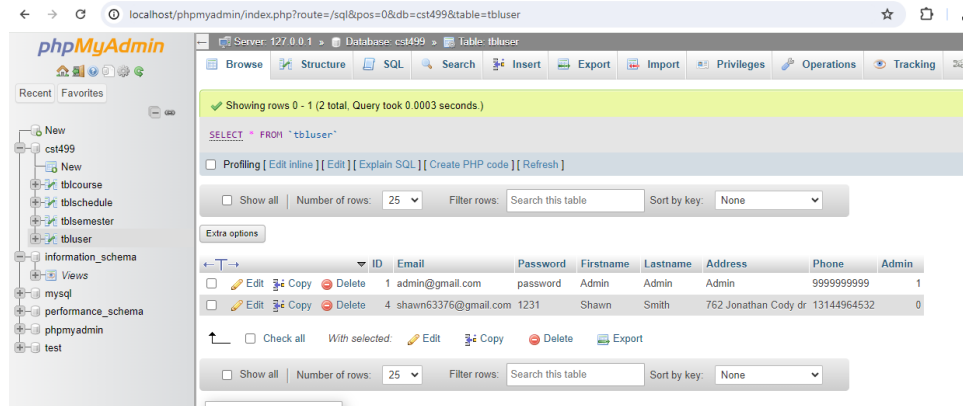 localhost/phpmyadmin/index.php?route=/sql&pos=0&db=cst499&table=tbluser
phpMyAdmin
Recent Favorites
New
cst499
New
tblcourse
tblschedule
tblsemester
tbluser
information_schema
Views
mysql
performance_schema
phpmyadmin
test
Server: 127.0.0.1 » Database: cst499 » Table: tbluser
Browse Structure SQL Search Insert Export Import Privileges Operations Tracking
Showing rows 0 - 1 (2 total, Query took 0.0003 seconds.)
SELECT * FROM `tbluser`
Profiling [ Edit inline ] [ Edit ] [ Explain SQL ] [ Create PHP code ] [ Refresh ]
Show all | Number of rows: 25 Filter rows: Search this table Sort by key: None
Extra options
←T→ ID Email Password Firstname Lastname Address Phone Admin
Edit Copy Delete 1 admin@gmail.com password Admin Admin Admin 9999999999 1
Edit Copy Delete 4 shawn63376@gmail.com 1231 Shawn Smith 762 Jonathan Cody dr 13144964532 0
Check all With selected: Edit Copy Delete Export
Show all | Number of rows: 25 Filter rows: Search this table Sort by key: None